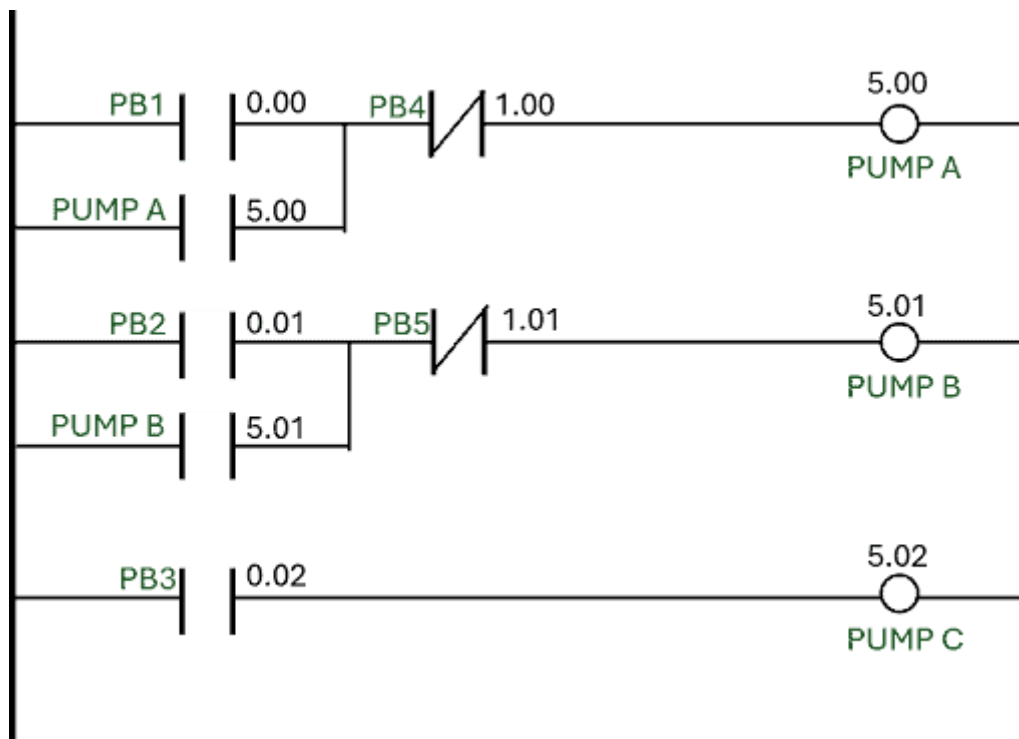 PB1 0.00 PB4 1.00 5.00
PUMP A
PUMP A 5.00
PB2 0.01 PB5 1.01 5.01
PUMP B
PUMP B 5.01
PB3 0.02 5.02
PUMP C